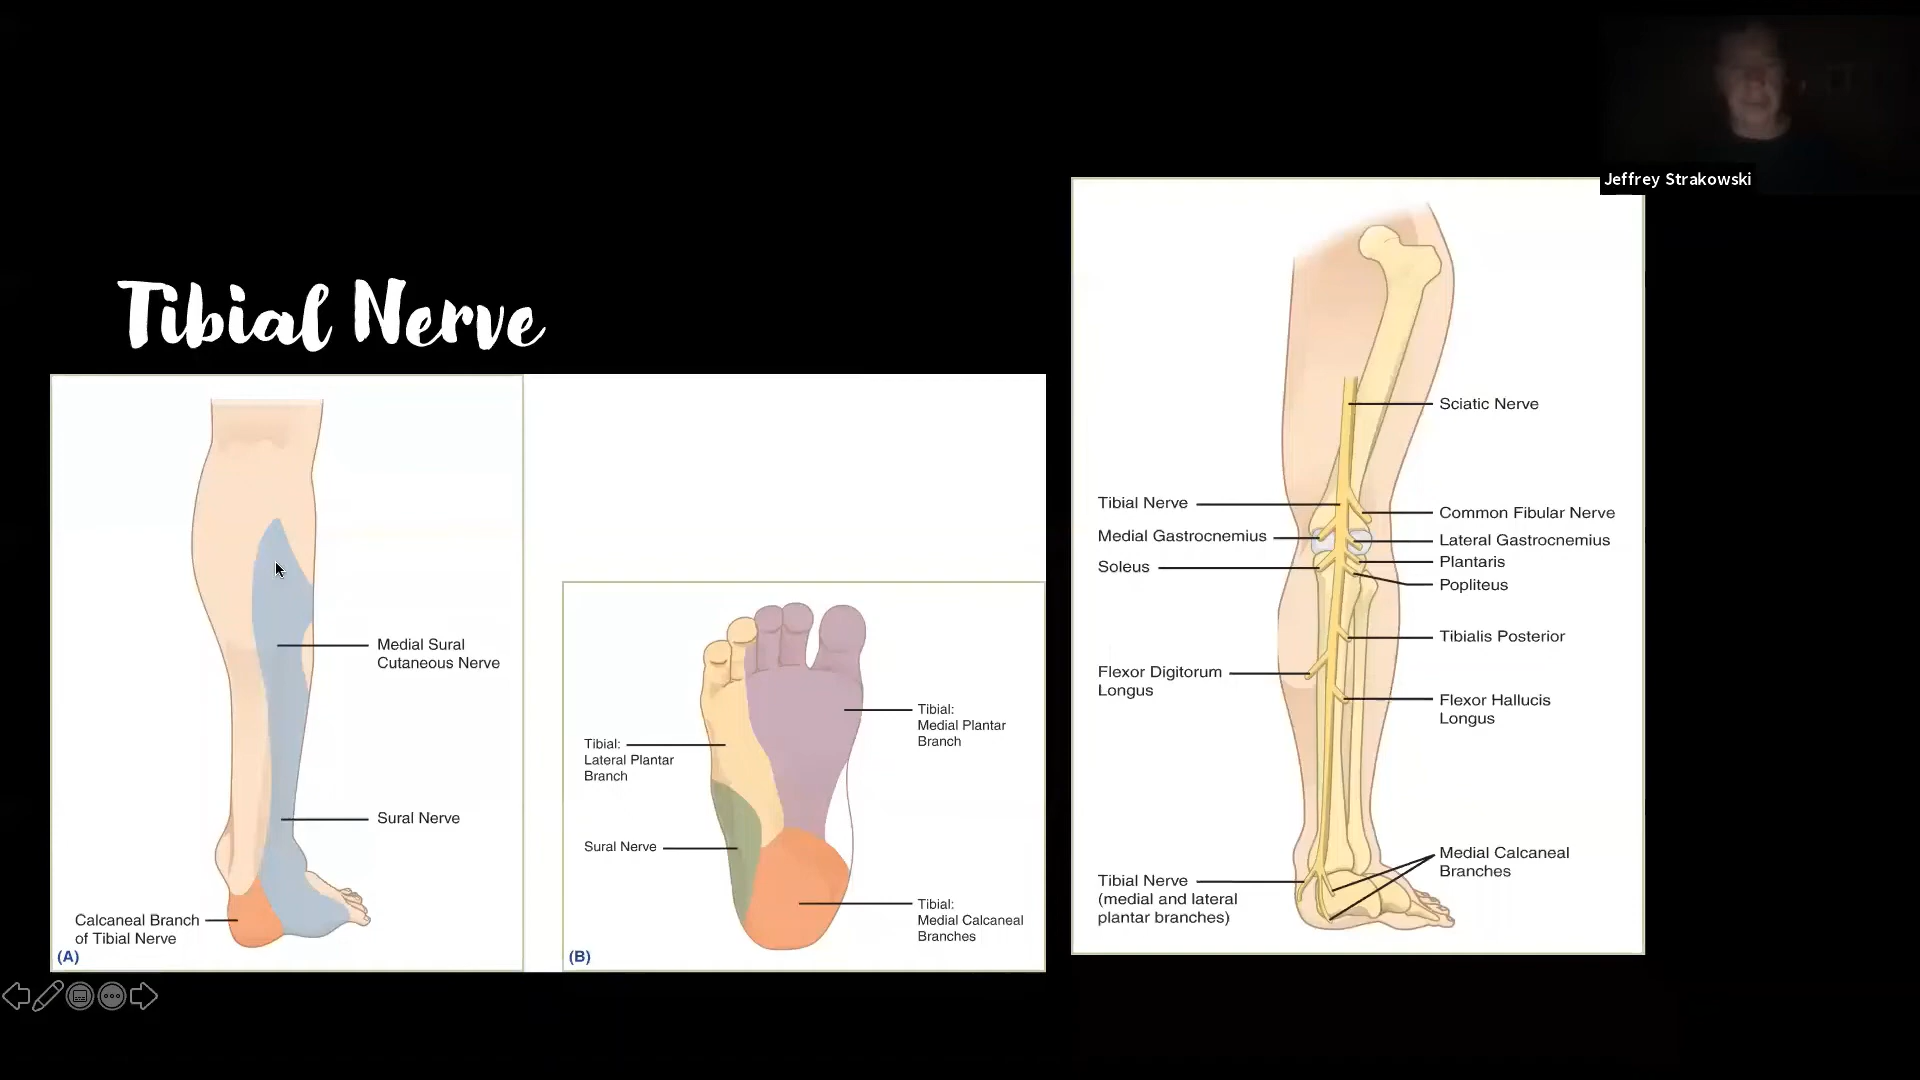 Jeffrey Strakowski
Tibial Nerve
Medial Sural
Cutaneous Nerve
Sural Nerve
Calcaneal Branch
of Tibial Nerve
(A)
Tibial:
Medial Plantar
Branch
Tibial:
Lateral Plantar
Branch
Sural Nerve
Tibial:
Medial Calcaneal
Branches
(B)
Sciatic Nerve
Tibial Nerve
Common Fibular Nerve
Medial Gastrocnemius
Lateral Gastrocnemius
Soleus
Plantaris
Popliteus
Tibialis Posterior
Flexor Digitorum
Longus
Flexor Hallucis
Longus
Medial Calcaneal
Branches
Tibial Nerve
(medial and lateral
plantar branches)